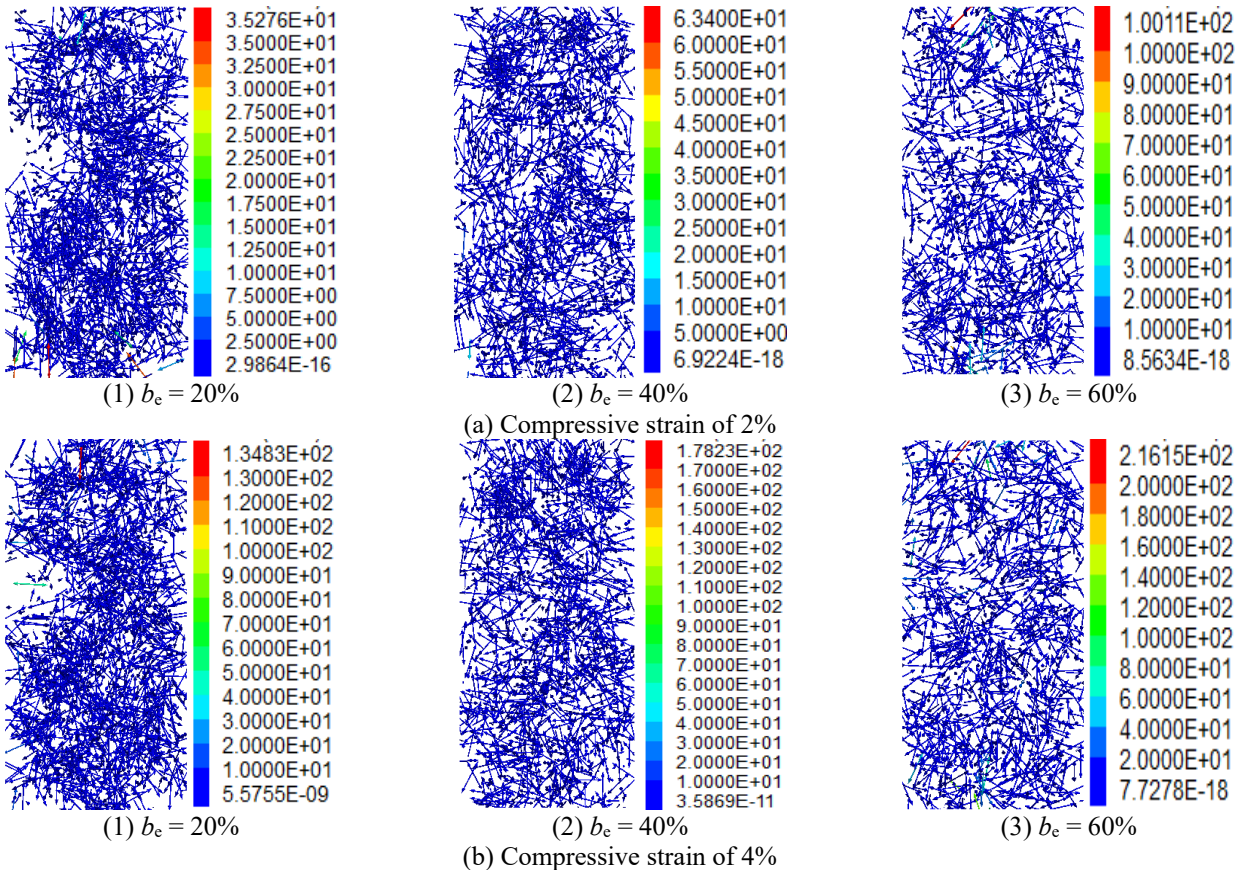 3.5276E+01
3.5000E+01
3.2500E+01
3.0000E+01
2.7500E+01
2.5000E+01
2.2500E+01
2.0000E+01
1.7500E+01
1.5000E+01
1.2500E+01
1.0000E+01
7.5000E+00
5.0000E+00
2.5000E+00
2.9864E-16
6.3400E+01
6.0000E+01
5.5000E+01
5.0000E+01
4.5000E+01
4.0000E+01
3.5000E+01
3.0000E+01
2.5000E+01
2.0000E+01
1.5000E+01
1.0000E+01
5.0000E+00
6.9224E-18
1.0011E+02
1.0000E+02
9.0000E+01
8.0000E+01
7.0000E+01
6.0000E+01
5.0000E+01
4.0000E+01
3.0000E+01
2.0000E+01
1.0000E+01
8.5634E-18
(1) be = 20%
(2) be = 40%
(3) be = 60%
(a) Compressive strain of 2%
1.3483E+02
1.3000E+02
1.2000E+02
1.1000E+02
1.0000E+02
9.0000E+01
8.0000E+01
7.0000E+01
6.0000E+01
5.0000E+01
4.0000E+01
3.0000E+01
2.0000E+01
1.0000E+01
5.5755E-09
1.7823E+02
1.7000E+02
1.6000E+02
1.5000E+02
1.4000E+02
1.3000E+02
1.2000E+02
1.1000E+02
1.0000E+02
9.0000E+01
8.0000E+01
7.0000E+01
6.0000E+01
5.0000E+01
4.0000E+01
3.0000E+01
2.0000E+01
1.0000E+01
3.5869E-11
2.1615E+02
2.0000E+02
1.8000E+02
1.6000E+02
1.4000E+02
1.2000E+02
1.0000E+02
8.0000E+01
6.0000E+01
4.0000E+01
2.0000E+01
7.7278E-18
(1) be = 20%
(2) be = 40%
(3) be = 60%
(b) Compressive strain of 4%